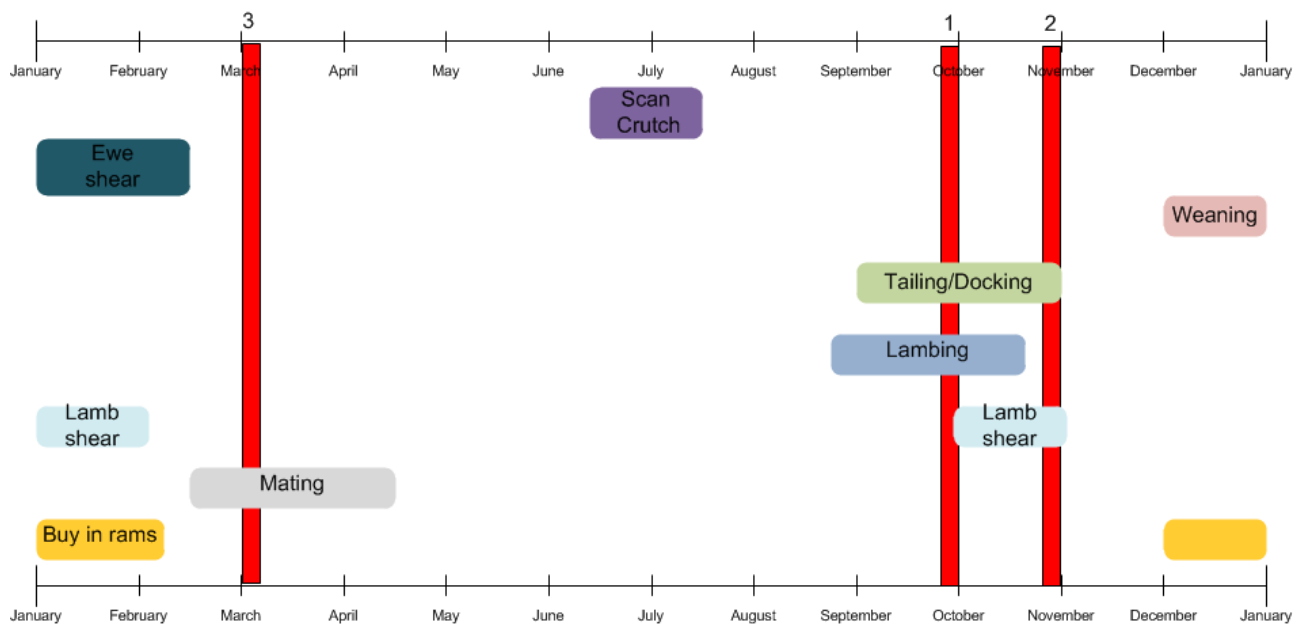 3 1 2
January February March April May June July August September October November December January
Scan
Crutch
Ewe
shear
Weaning
Tailing/Docking
Lambing
Lamb
shear
Lamb
shear
Mating
Buy in rams
January February March April May June July August September October November December January